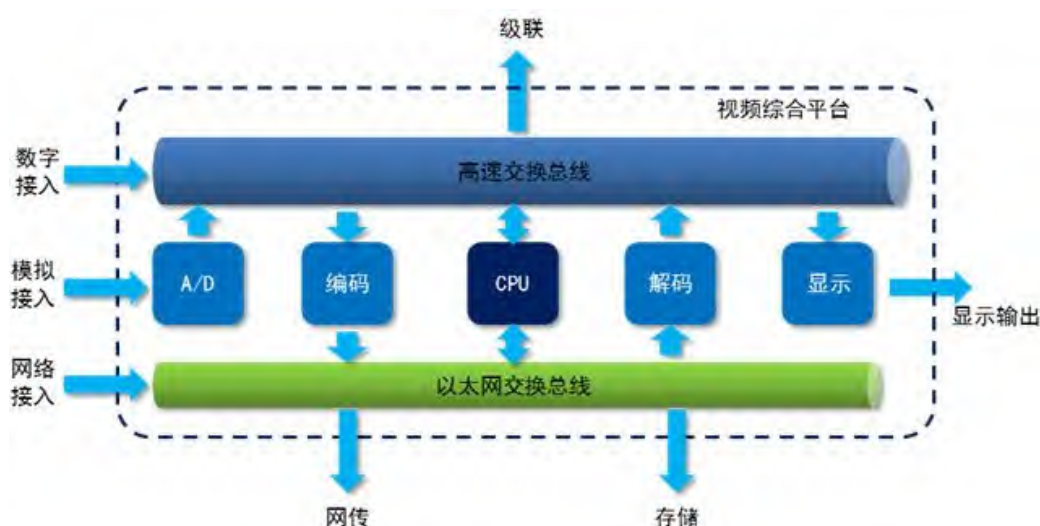 级联
视频综合平台
数字
接入
高速交换总线
模拟
接入
A/D
编码
CPU
解码
显示
显示输出
网络
接入
以太网交换总线
网传
存储